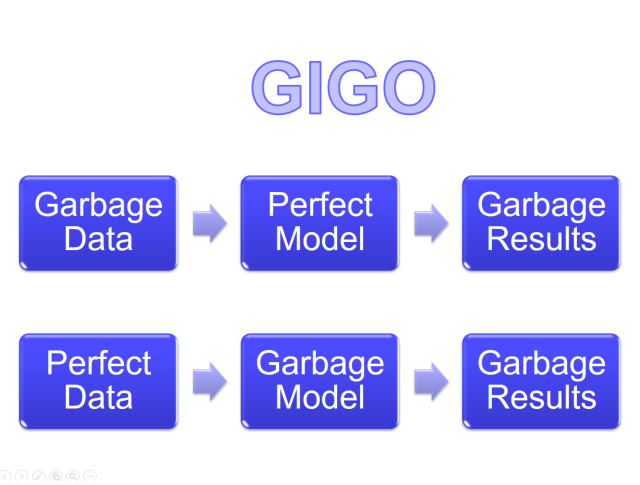 GIGO
Garbage
Data
Perfect
Model
Garbage
Results
Perfect
Data
Garbage
Model
Garbage
Results